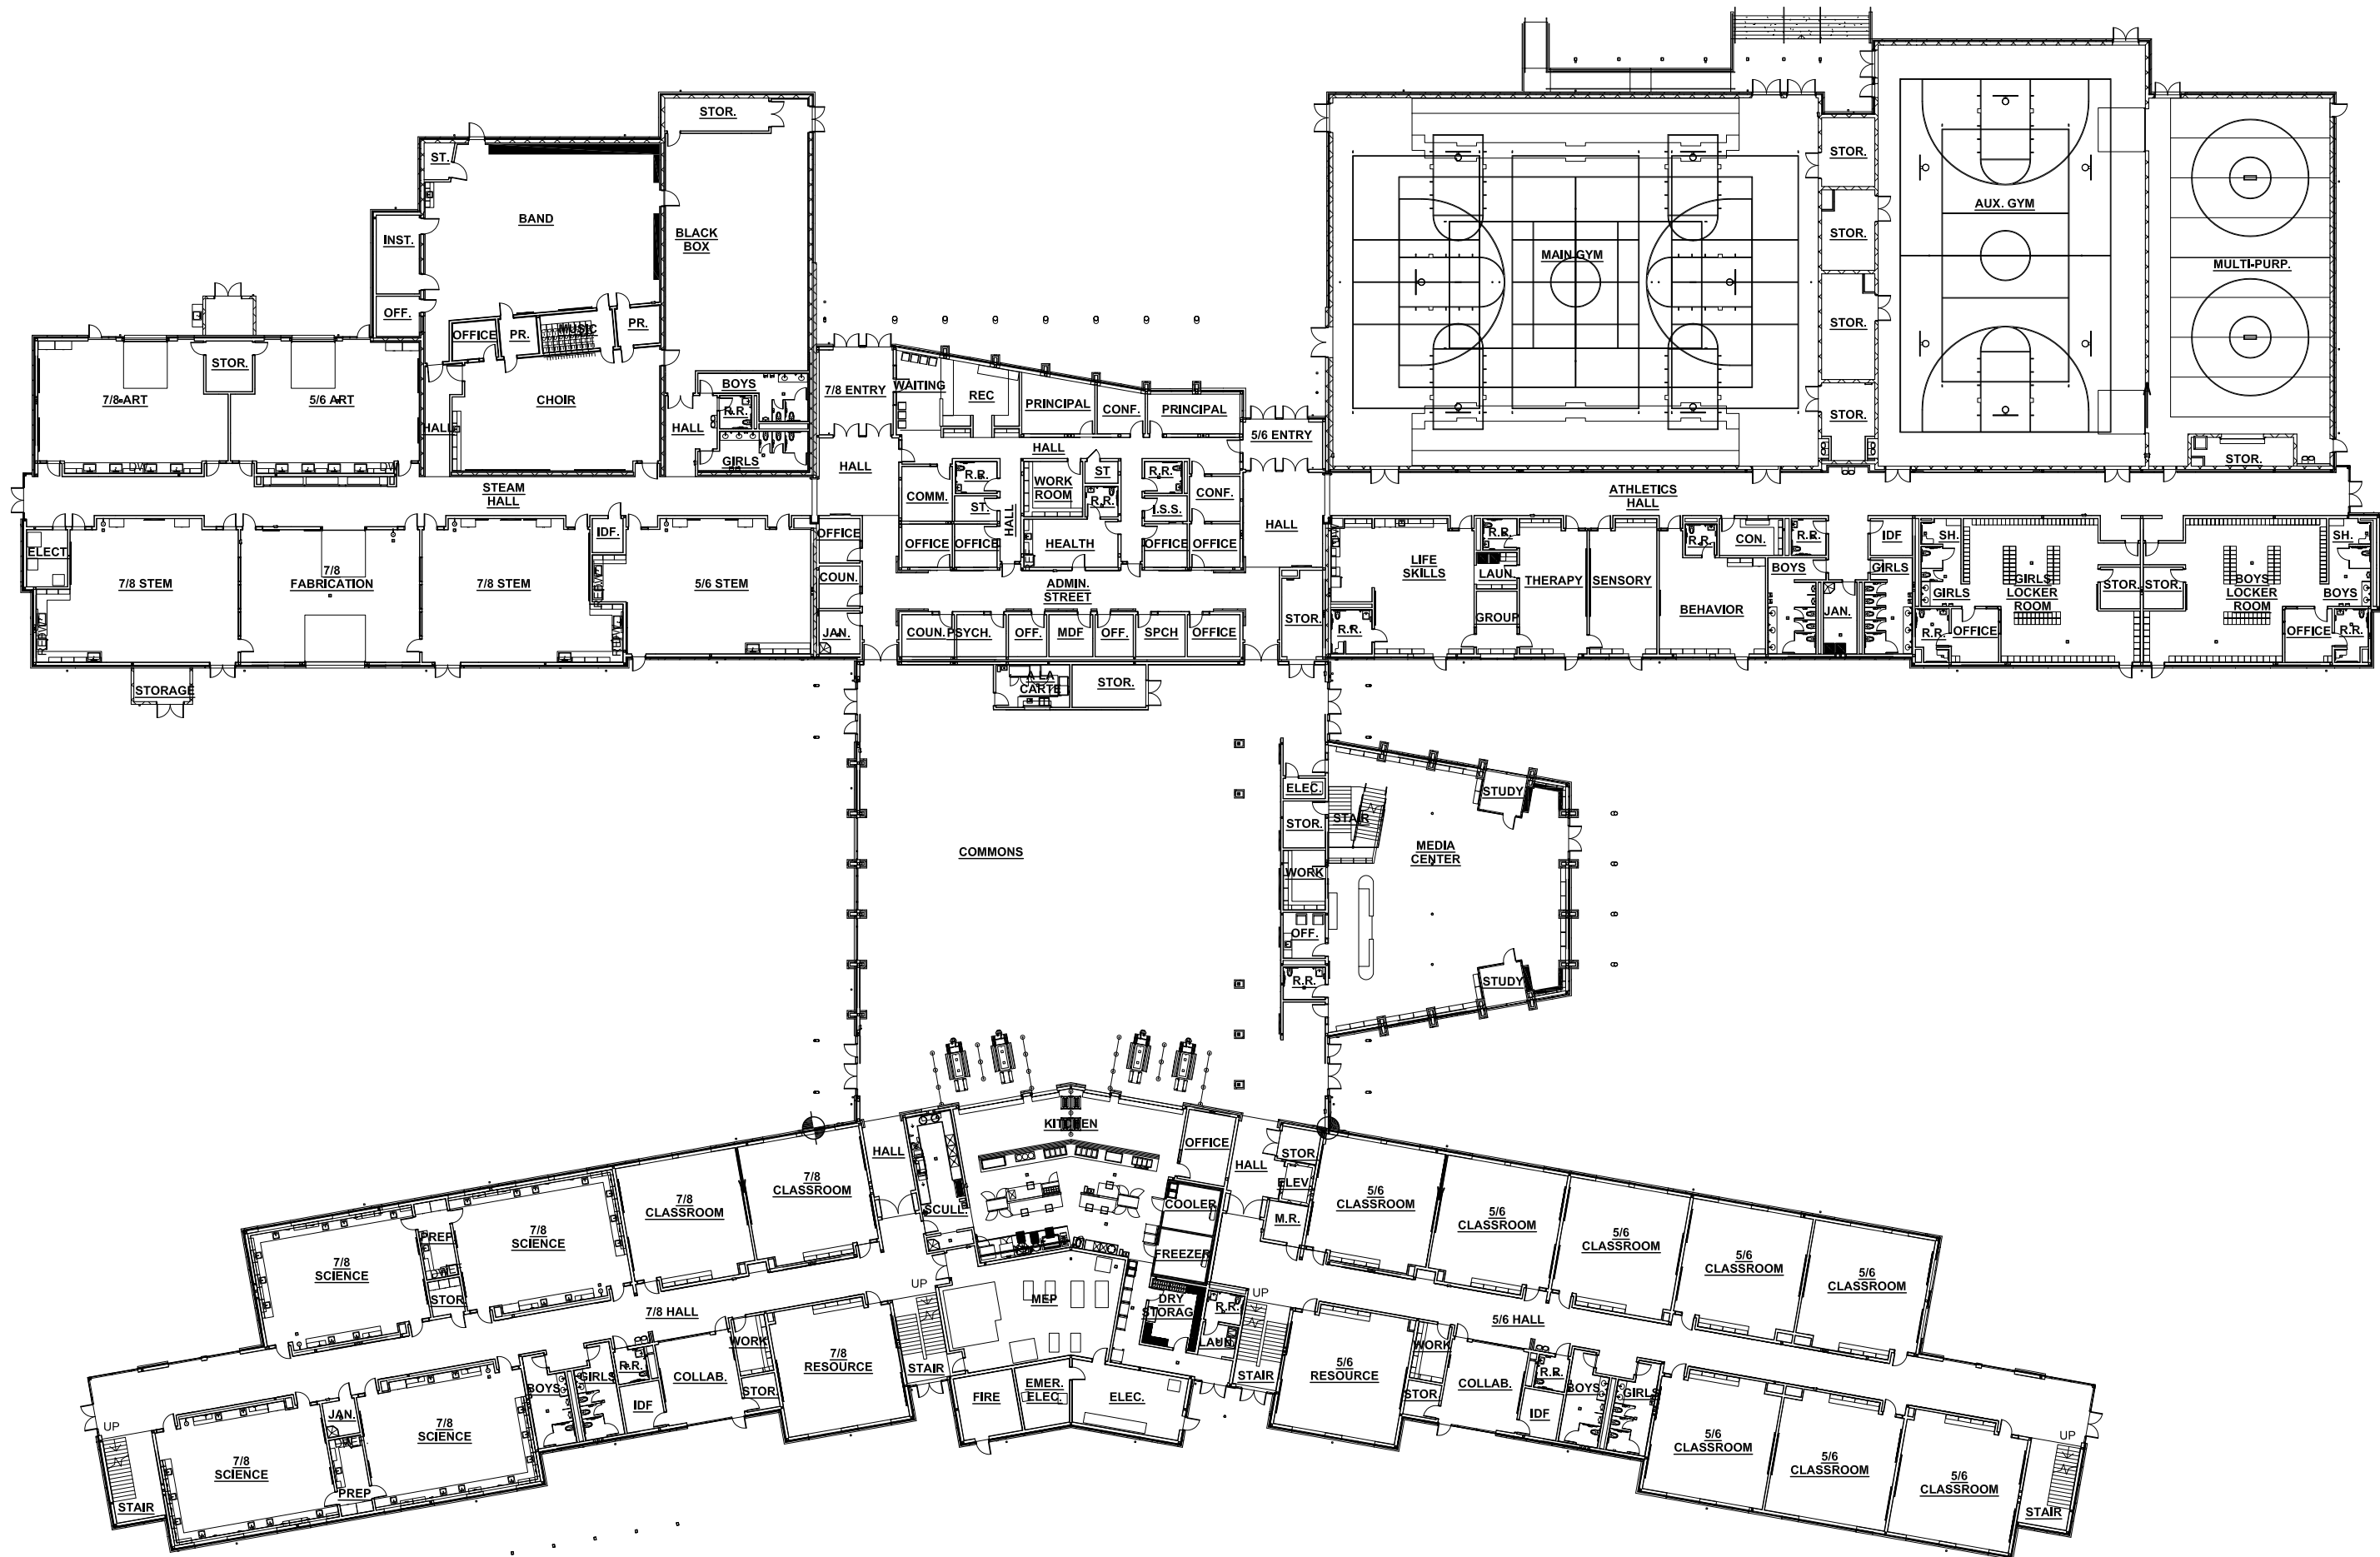 STOR.
ST.
BAND
BLACK
BOX
INST.
OFF.
OFFICE
PR.
MUSIC
PR.
STOR.
7/8 ART
5/6 ART
HALL
CHOIR
BOYS
R.R.
HALL
GIRLS
7/8 ENTRY
WAITING
REC
PRINCIPAL
CONF.
PRINCIPAL
5/6 ENTRY
HALL
HALL
MAIN GYM
STOR.
STOR.
STOR.
STOR.
AUX. GYM
MULTI-PURP.
STOR.
STEAM
HALL
ATHLETICS
HALL
COMM.
R.R.
ST.
HALL
WORK
ROOM
ST
R.R.
R.R.
I.S.S.
CONF.
HALL
OFFICE
OFFICE
HEALTH
OFFICE
OFFICE
ELECT.
7/8 STEM
7/8
FABRICATION
7/8 STEM
IDF.
5/6 STEM
OFFICE
COUN.
JAN.
ADMIN.
STREET
COUN.
PSYCH.
OFF.
MDF
OFF.
SPCH
OFFICE
STOR.
STORAGE
A LA
CARTE
STOR.
LIFE
SKILLS
R.R.
R.R.
LAUN.
GROUP
THERAPY
SENSORY
R.R.
CON.
BEHAVIOR
R.R.
BOYS
JAN.
IDF
GIRLS
SH.
GIRLS
R.R.
OFFICE
GIRLS
LOCKER
ROOM
STOR.
STOR.
BOYS
LOCKER
ROOM
SH.
BOYS
OFFICE
R.R.
COMMONS
ELEC.
STOR.
STAIR
WORK
OFF.
R.R.
MEDIA
CENTER
STUDY
STUDY
KITCHEN
HALL
SCULL.
OFFICE
HALL
STOR.
ELEV.
M.R.
COOLER
FREEZER
DRY
STORAG
R.R.
LAUN.
MEP
UP
STAIR
UP
STAIR
FIRE
EMER.
ELEC.
ELEC.
7/8
CLASSROOM
7/8
CLASSROOM
7/8
SCIENCE
PREP
STOR.
7/8
SCIENCE
7/8 HALL
7/8
RESOURCE
WORK
STOR.
COLLAB.
R.R.
IDF
GIRLS
BOYS
7/8
SCIENCE
JAN.
PREP
7/8
SCIENCE
UP
STAIR
5/6
CLASSROOM
5/6
CLASSROOM
5/6
CLASSROOM
5/6
CLASSROOM
5/6
CLASSROOM
5/6 HALL
5/6
RESOURCE
WORK
STOR.
COLLAB.
R.R.
IDF
BOYS
GIRLS
5/6
CLASSROOM
5/6
CLASSROOM
5/6
CLASSROOM
UP
STAIR